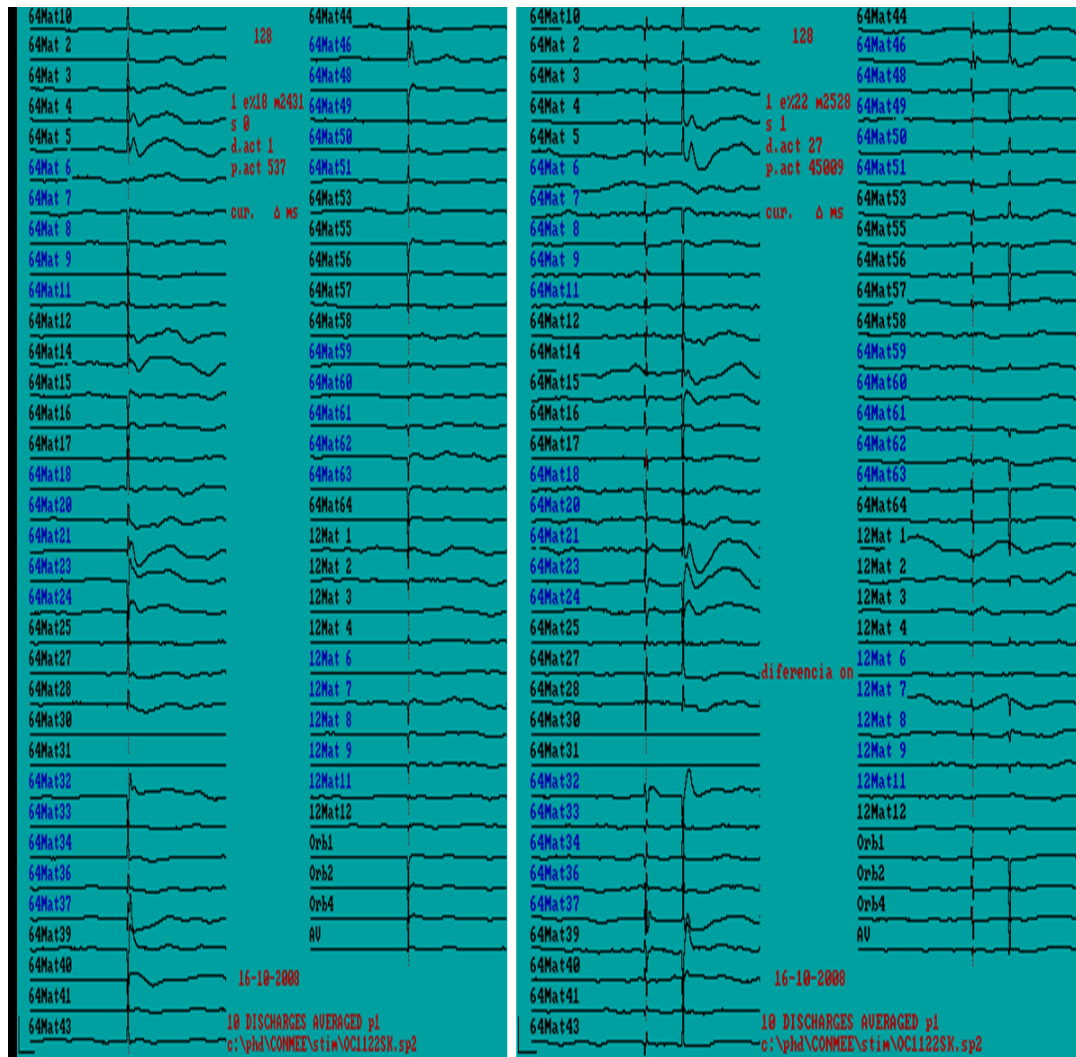 64Mat10
64Mat 2
64Mat 3
64Mat 4
64Mat 5
64Mat 6
64Mat 7
64Mat 8
64Mat 9
64Mat11
64Mat12
64Mat14
64Mat15
64Mat16
64Mat17
64Mat18
64Mat20
64Mat21
64Mat23
64Mat24
64Mat25
64Mat27
64Mat28
64Mat30
64Mat31
64Mat32
64Mat33
64Mat34
64Mat36
64Mat37
64Mat39
64Mat40
64Mat41
64Mat43
128
1 e%18 m2431
s 0
d.act 1
p.act 537
cur. Δ ms
16-10-2008
10 DISCHARGES AVERAGED p1
c:\phd\CONMEE\stim\OC1122SK.sp2
64Mat44
64Mat46
64Mat48
64Mat49
64Mat50
64Mat51
64Mat53
64Mat55
64Mat56
64Mat57
64Mat58
64Mat59
64Mat60
64Mat61
64Mat62
64Mat63
64Mat64
12Mat 1
12Mat 2
12Mat 3
12Mat 4
12Mat 6
12Mat 7
12Mat 8
12Mat 9
12Mat11
12Mat12
Orb1
Orb2
Orb4
AV
64Mat10
64Mat 2
64Mat 3
64Mat 4
64Mat 5
64Mat 6
64Mat 7
64Mat 8
64Mat 9
64Mat11
64Mat12
64Mat14
64Mat15
64Mat16
64Mat17
64Mat18
64Mat20
64Mat21
64Mat23
64Mat24
64Mat25
64Mat27
64Mat28
64Mat30
64Mat31
64Mat32
64Mat33
64Mat34
64Mat36
64Mat37
64Mat39
64Mat40
64Mat41
64Mat43
128
1 e%22 m2528
s 1
d.act 27
p.act 45009
cur. Δ ms
diferencia on
16-10-2008
10 DISCHARGES AVERAGED p1
c:\phd\CONMEE\stim\OC1122SK.sp2
64Mat44
64Mat46
64Mat48
64Mat49
64Mat50
64Mat51
64Mat53
64Mat55
64Mat56
64Mat57
64Mat58
64Mat59
64Mat60
64Mat61
64Mat62
64Mat63
64Mat64
12Mat 1
12Mat 2
12Mat 3
12Mat 4
12Mat 6
12Mat 7
12Mat 8
12Mat 9
12Mat11
12Mat12
Orb1
Orb2
Orb4
AV